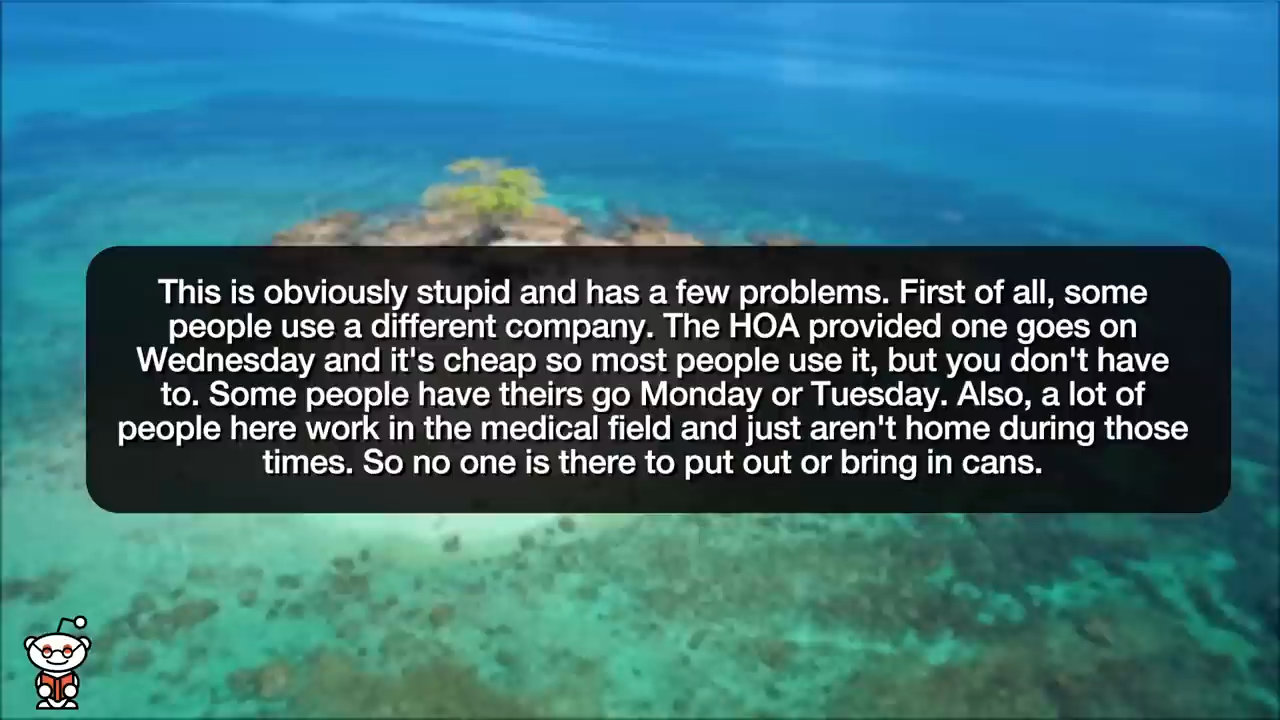 This is obviously stupid and has a few problems. First of all, some
people use a different company. The HOA provided one goes on
Wednesday and it's cheap so most people use it, but you don't have
to. Some people have theirs go Monday or Tuesday. Also, a lot of
people here work in the medical field and just aren't home during those
times. So no one is there to put out or bring in cans.